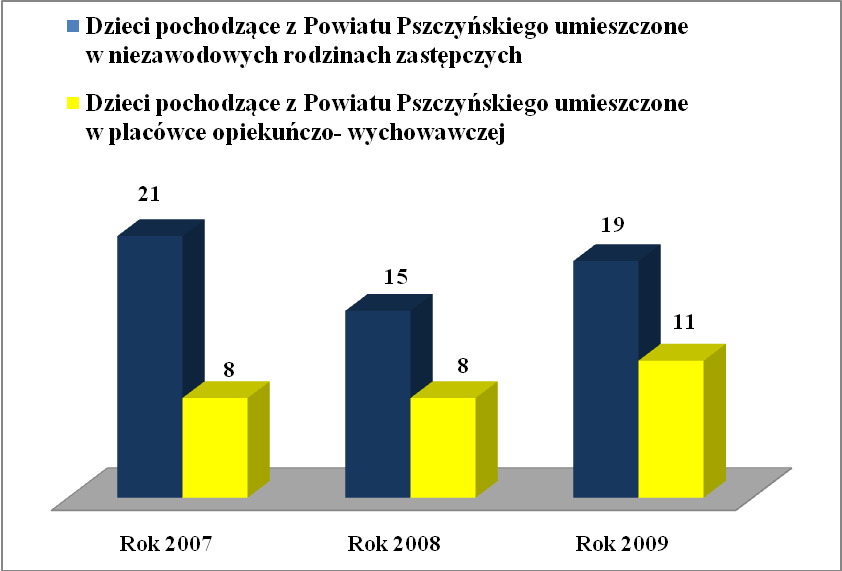 Dzieci pochodzące z Powiatu Pszczyńskiego umieszczone
w niezawodowych rodzinach zastępczych
Dzieci pochodzące z Powiatu Pszczyńskiego umieszczone
w placówce opiekuńczo- wychowawczej
21
8
15
8
19
11
Rok 2007
Rok 2008
Rok 2009